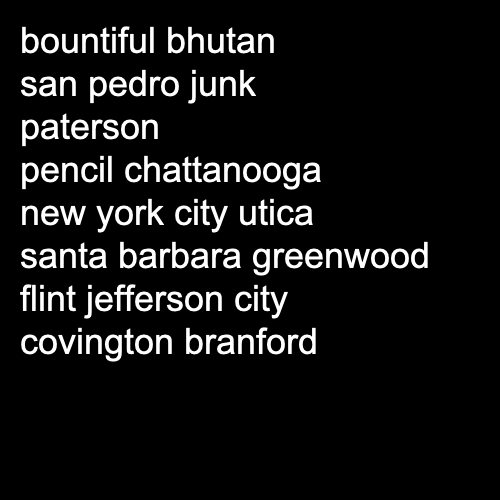 bountiful bhutan
san pedro junk
paterson
pencil chattanooga
new york city utica
santa barbara greenwood
flint jefferson city
covington branford